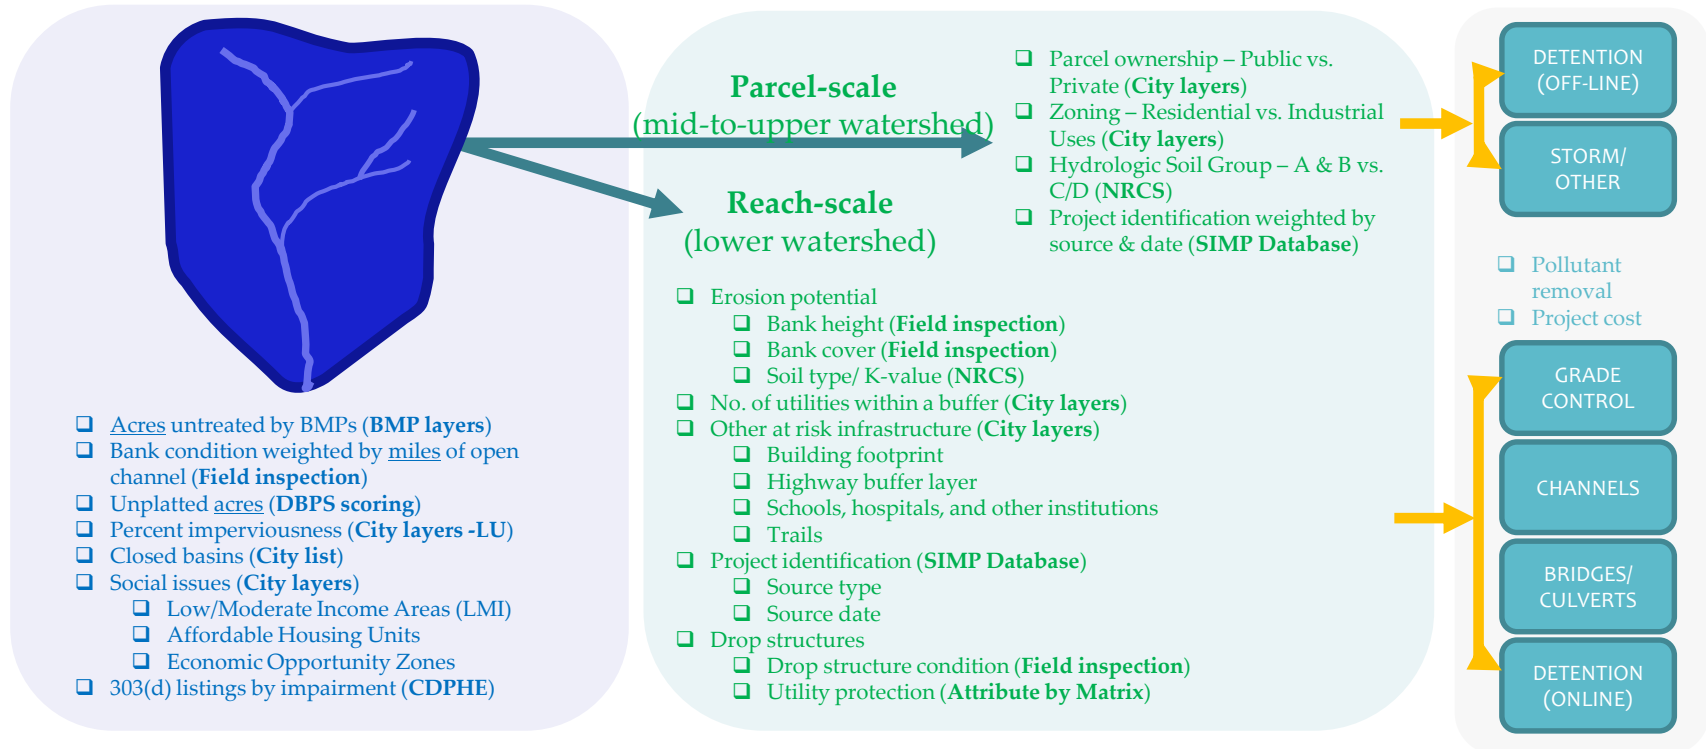 Acres untreated by BMPs (BMP layers)
Bank condition weighted by miles of open
channel (Field inspection)
Unplatted acres (DBPS scoring)
Percent imperviousness (City layers -LU)
Closed basins (City list)
Social issues (City layers)
Low/Moderate Income Areas (LMI)
Affordable Housing Units
Economic Opportunity Zones
303(d) listings by impairment (CDPHE)
Parcel-scale
(mid-to-upper watershed)
Parcel ownership – Public vs.
Private (City layers)
Zoning – Residential vs. Industrial
Uses (City layers)
Hydrologic Soil Group – A & B vs.
C/D (NRCS)
Project identification weighted by
source & date (SIMP Database)
Reach-scale
(lower watershed)
Erosion potential
Bank height (Field inspection)
Bank cover (Field inspection)
Soil type/ K-value (NRCS)
No. of utilities within a buffer (City layers)
Other at risk infrastructure (City layers)
Building footprint
Highway buffer layer
Schools, hospitals, and other institutions
Trails
Project identification (SIMP Database)
Source type
Source date
Drop structures
Drop structure condition (Field inspection)
Utility protection (Attribute by Matrix)
DETENTION
(OFF-LINE)
STORM/
OTHER
Pollutant
removal
Project cost
GRADE
CONTROL
CHANNELS
BRIDGES/
CULVERTS
DETENTION
(ONLINE)